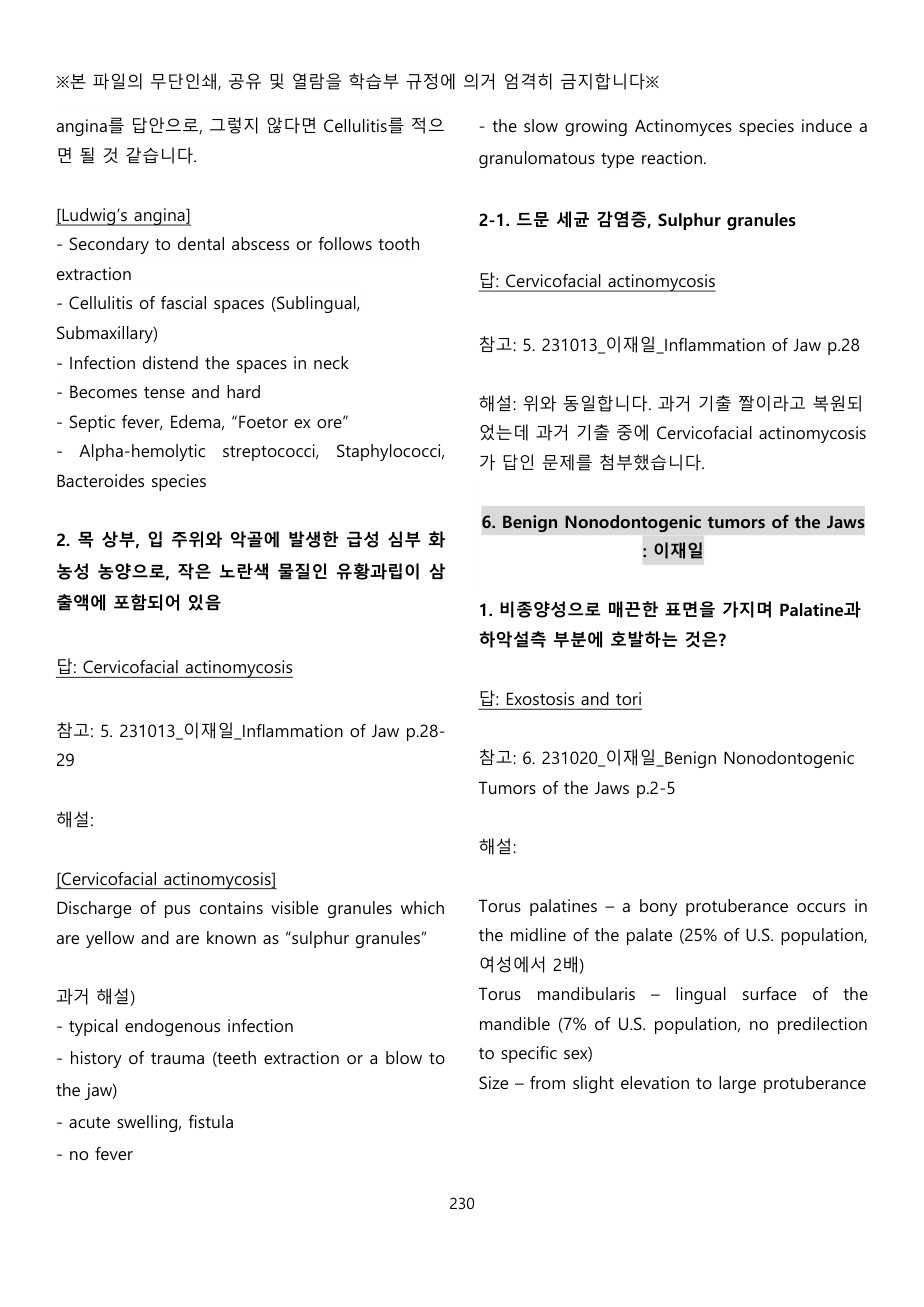 ※본 파일의 무단인쇄, 공유 및 열람을 학습부 규정에 의거 엄격히 금지합니다※
angina를 답안으로, 그렇지 않다면 Cellulitis를 적으
면 될 것 같습니다.
[Ludwig’s angina]
- Secondary to dental abscess or follows tooth
extraction
- Cellulitis of fascial spaces (Sublingual,
Submaxillary)
- Infection distend the spaces in neck
- Becomes tense and hard
- Septic fever, Edema, “Foetor ex ore”
- Alpha-hemolytic streptococci, Staphylococci,
Bacteroides species
2. 목 상부, 입 주위와 악골에 발생한 급성 심부 화
농성 농양으로, 작은 노란색 물질인 유황과립이 삼
출액에 포함되어 있음
답: Cervicofacial actinomycosis
참고: 5. 231013_이재일_Inflammation of Jaw p.28-
29
해설:
[Cervicofacial actinomycosis]
Discharge of pus contains visible granules which
are yellow and are known as “sulphur granules”
과거 해설)
- typical endogenous infection
- history of trauma (teeth extraction or a blow to
the jaw)
- acute swelling, fistula
- no fever
- the slow growing Actinomyces species induce a
granulomatous type reaction.
2-1. 드문 세균 감염증, Sulphur granules
답: Cervicofacial actinomycosis
참고: 5. 231013_이재일_Inflammation of Jaw p.28
해설: 위와 동일합니다. 과거 기출 짤이라고 복원되
었는데 과거 기출 중에 Cervicofacial actinomycosis
가 답인 문제를 첨부했습니다.
6. Benign Nonodontogenic tumors of the Jaws
: 이재일
1. 비종양성으로 매끈한 표면을 가지며 Palatine과
하악설측 부분에 호발하는 것은?
답: Exostosis and tori
참고: 6. 231020_이재일_Benign Nonodontogenic
Tumors of the Jaws p.2-5
해설:
Torus palatines – a bony protuberance occurs in
the midline of the palate (25% of U.S. population,
여성에서 2배)
Torus mandibularis – lingual surface of the
mandible (7% of U.S. population, no predilection
to specific sex)
Size – from slight elevation to large protuberance
230